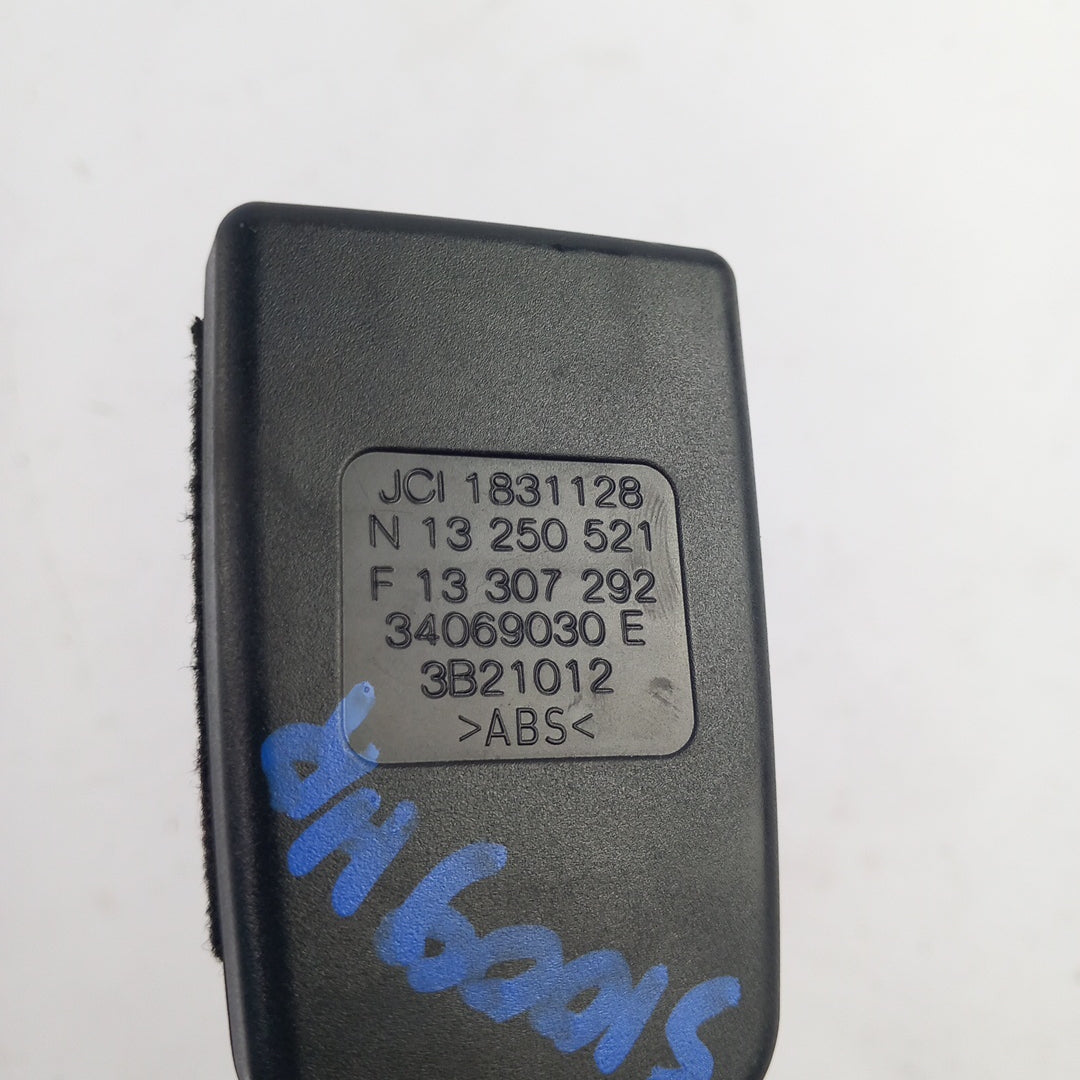 JCI 1831128
N 13 250 521
F 13 307 292
34069030 E
3B21012
>ABS<